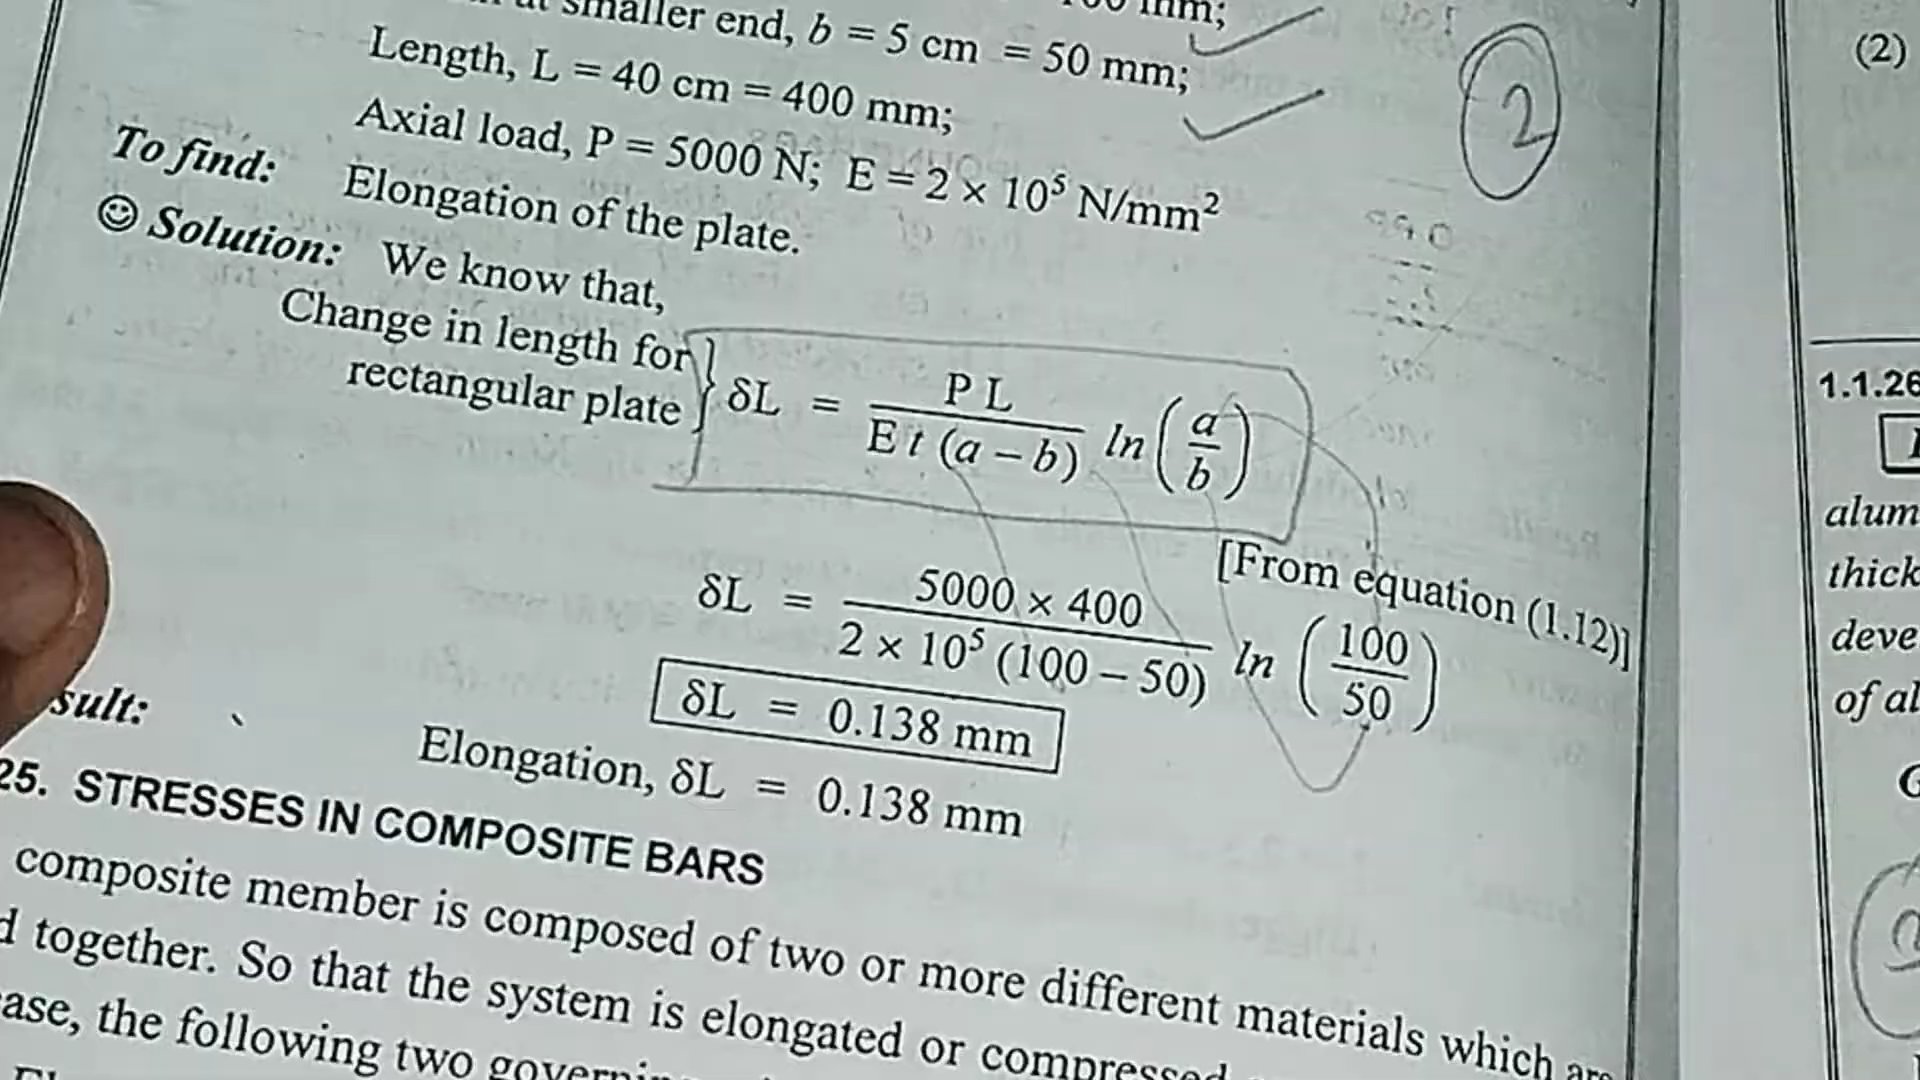 smaller end, b = 5 cm = 50 mm;
Length, L = 40 cm = 400 mm;
Axial load, P = 5000 N; E = 2 × 10⁵ N/mm²
To find: Elongation of the plate.
☺ Solution: We know that,
Change in length for
rectangular plate } δL = P L / E t (a – b) ln (a/b)
[From equation (1.12)]
δL = 5000 × 400 / 2 × 10⁵ (100 – 50) ln (100/50)
δL = 0.138 mm
sult:
Elongation, δL = 0.138 mm
25. STRESSES IN COMPOSITE BARS
composite member is composed of two or more different materials which are
d together. So that the system is elongated or compressed
ase, the following two
2
(2)
1.1.26
alum
thick
deve
of al